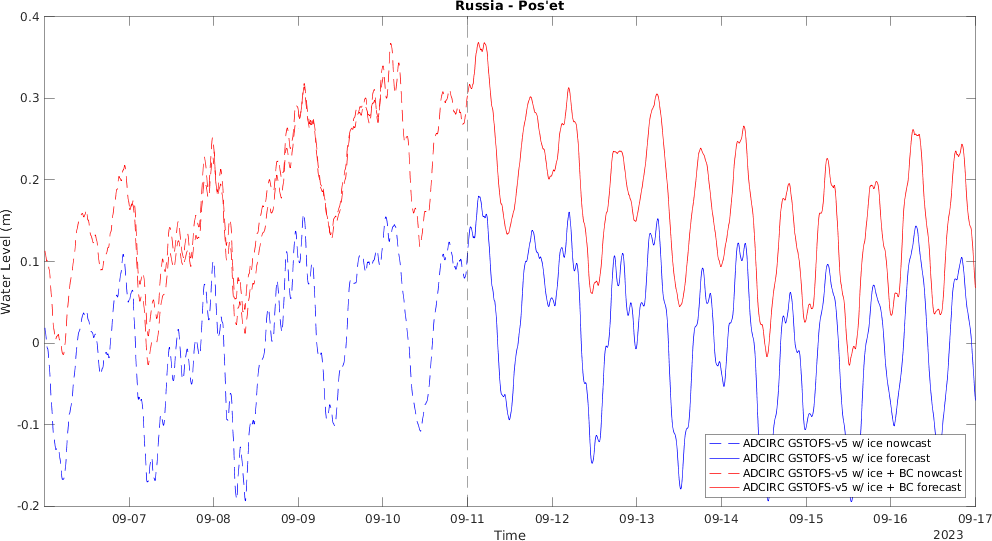 Russia - Pos'et
Water Level (m)
0.4
0.3
0.2
0.1
0
-0.1
-0.2
ADCIRC GSTOFS-v5 w/ ice nowcast
ADCIRC GSTOFS-v5 w/ ice forecast
ADCIRC GSTOFS-v5 w/ ice + BC nowcast
ADCIRC GSTOFS-v5 w/ ice + BC forecast
09-07 09-08 09-09 09-10 09-11 09-12 09-13 09-14 09-15 09-16 09-17
Time
2023